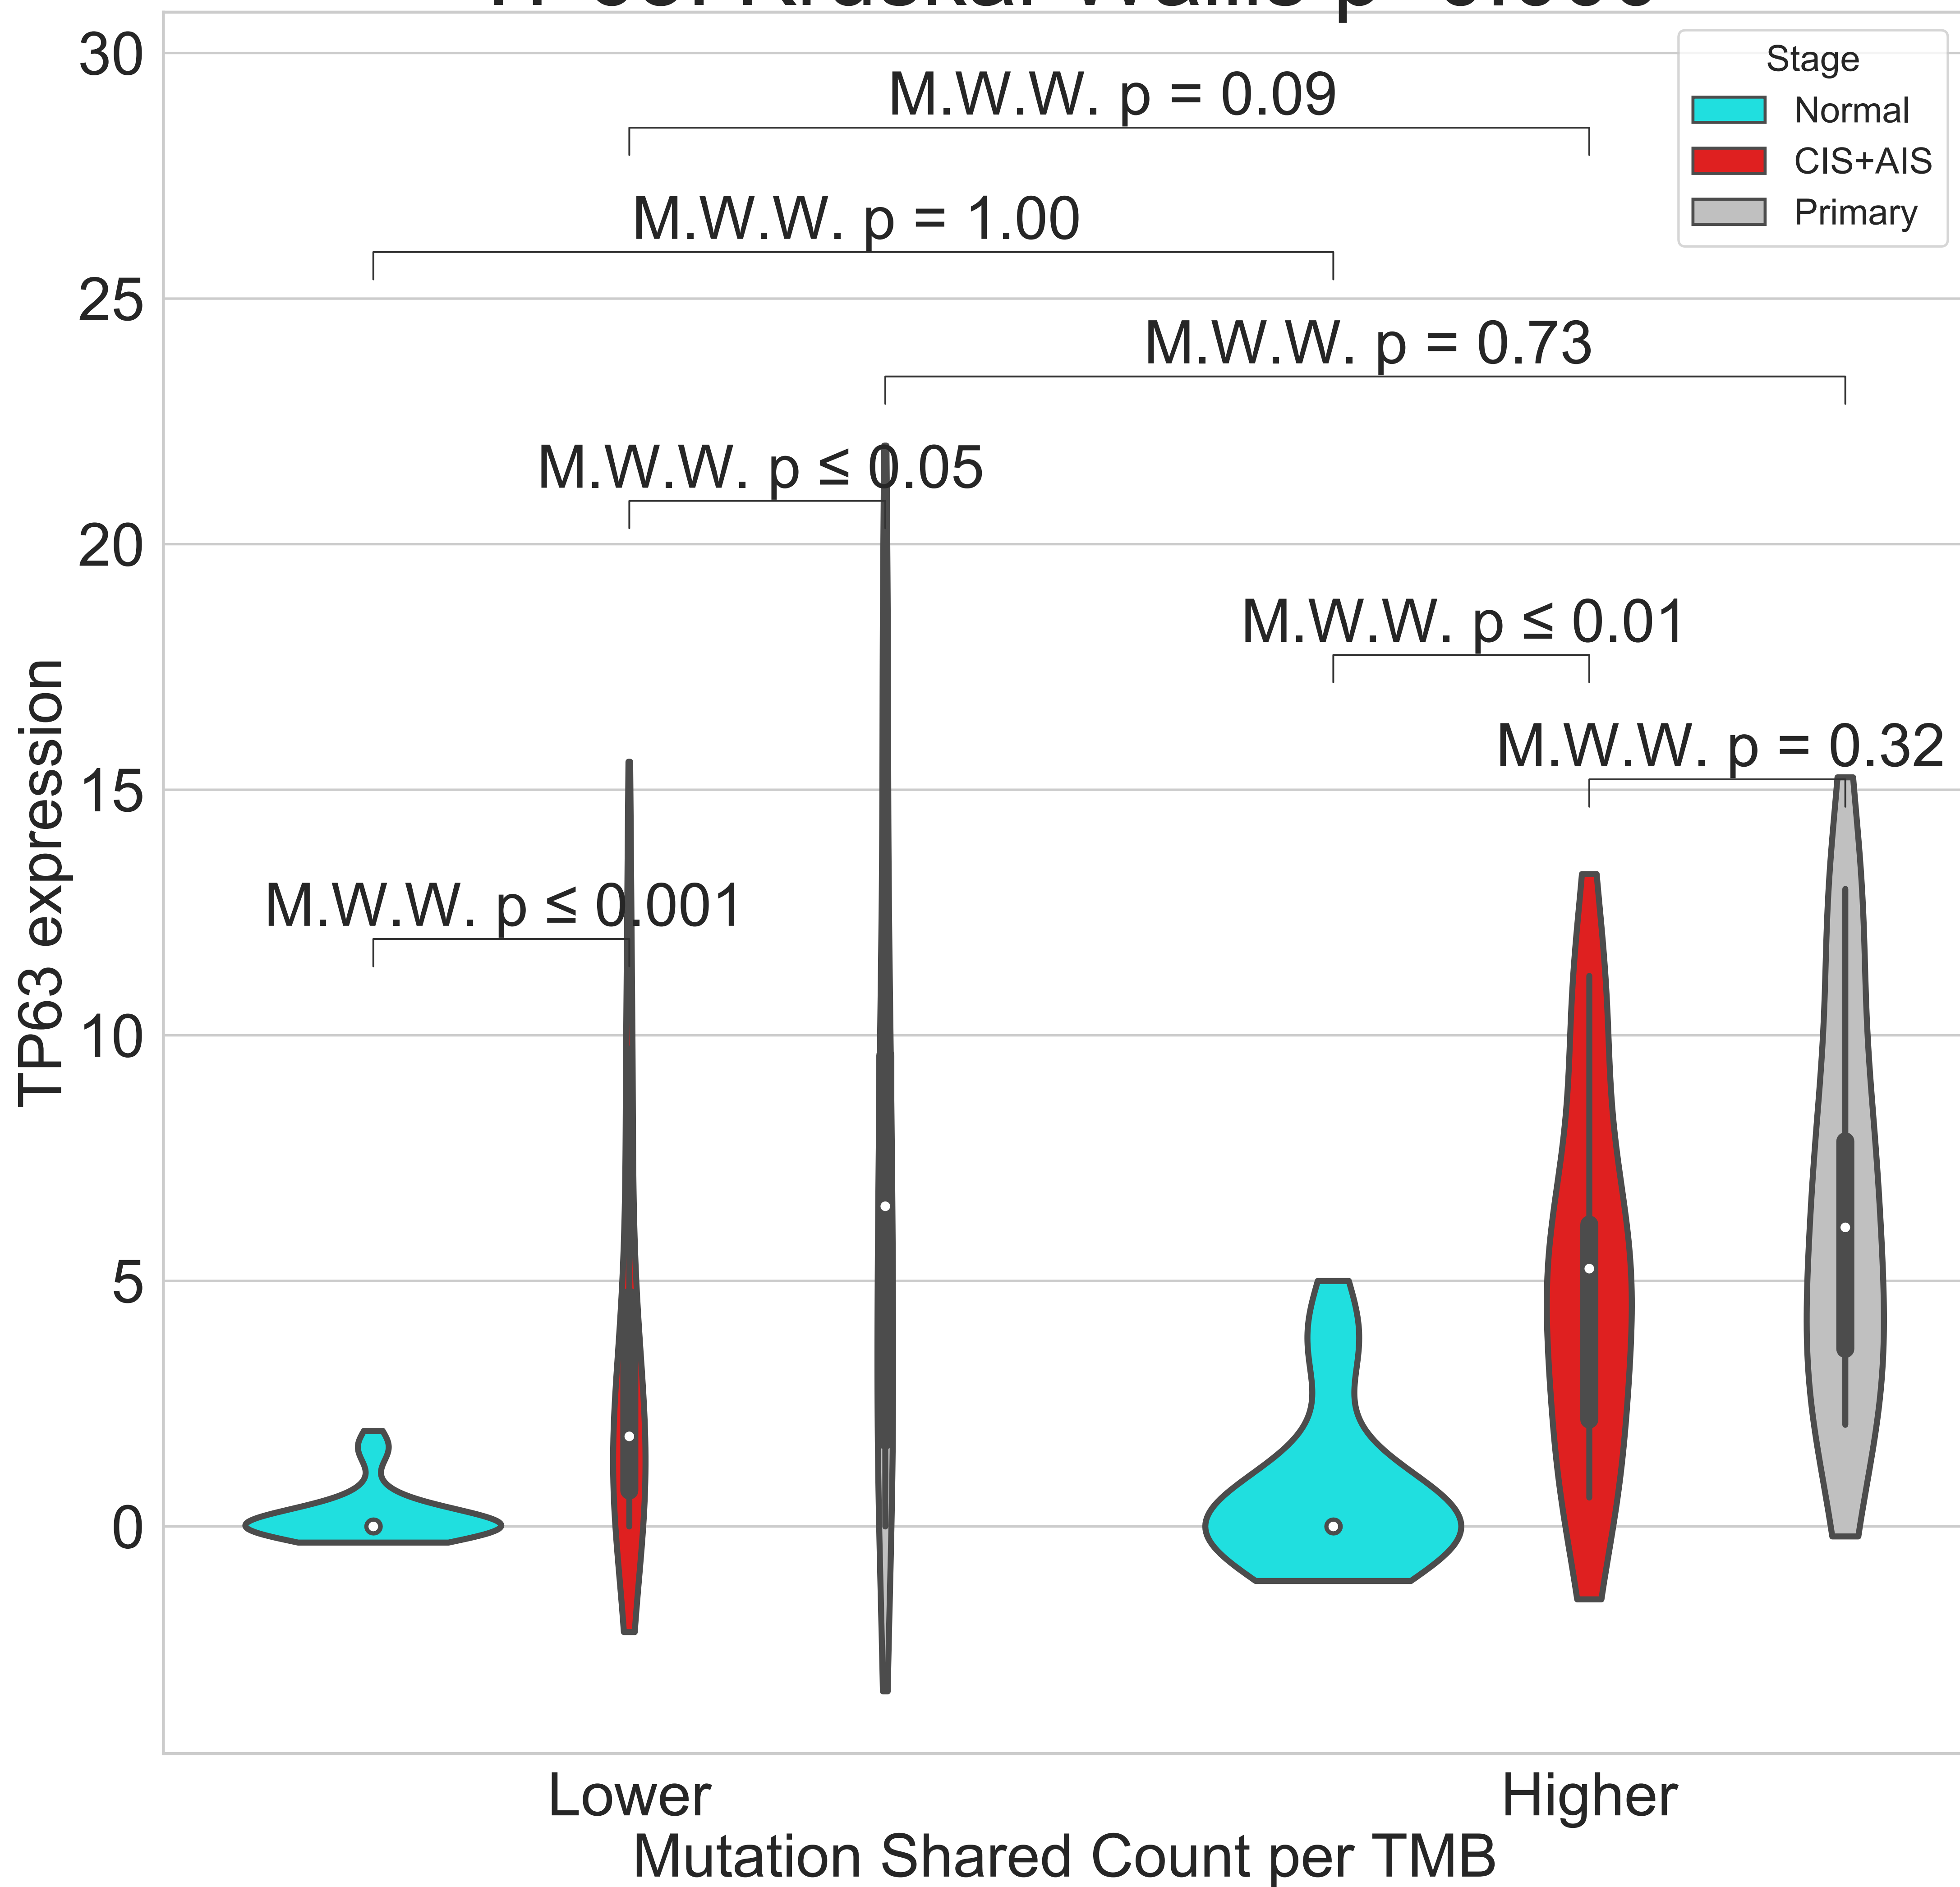 30
Stage
Normal
CIS+AIS
Primary
M.W.W. p = 0.09
M.W.W. p = 1.00
25
M.W.W. p = 0.73
M.W.W. p ≤ 0.05
20
M.W.W. p ≤ 0.01
M.W.W. p = 0.32
15
M.W.W. p ≤ 0.001
TP63 expression
10
5
0
Lower
Higher
Mutation Shared Count per TMB